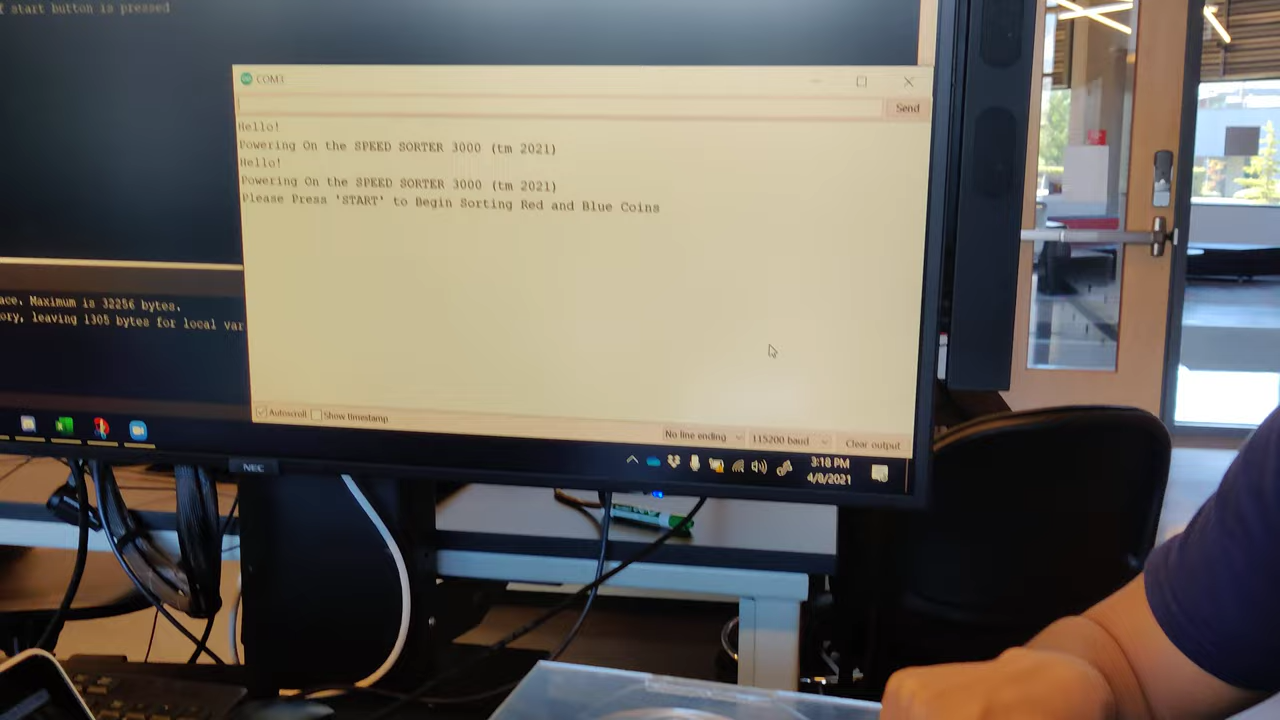 f start button is pressed
COM3
Send
Hello!
Powering On the SPEED SORTER 3000 (tm 2021)
Hello!
Powering On the SPEED SORTER 3000 (tm 2021)
Please Press 'START' to Begin Sorting Red and Blue Coins
ace. Maximum is 32256 bytes.
ory, leaving 1305 bytes for local var
Autoscroll Show timestamp
No line ending 115200 baud Clear output
3:18 PM
4/8/2021
NEC